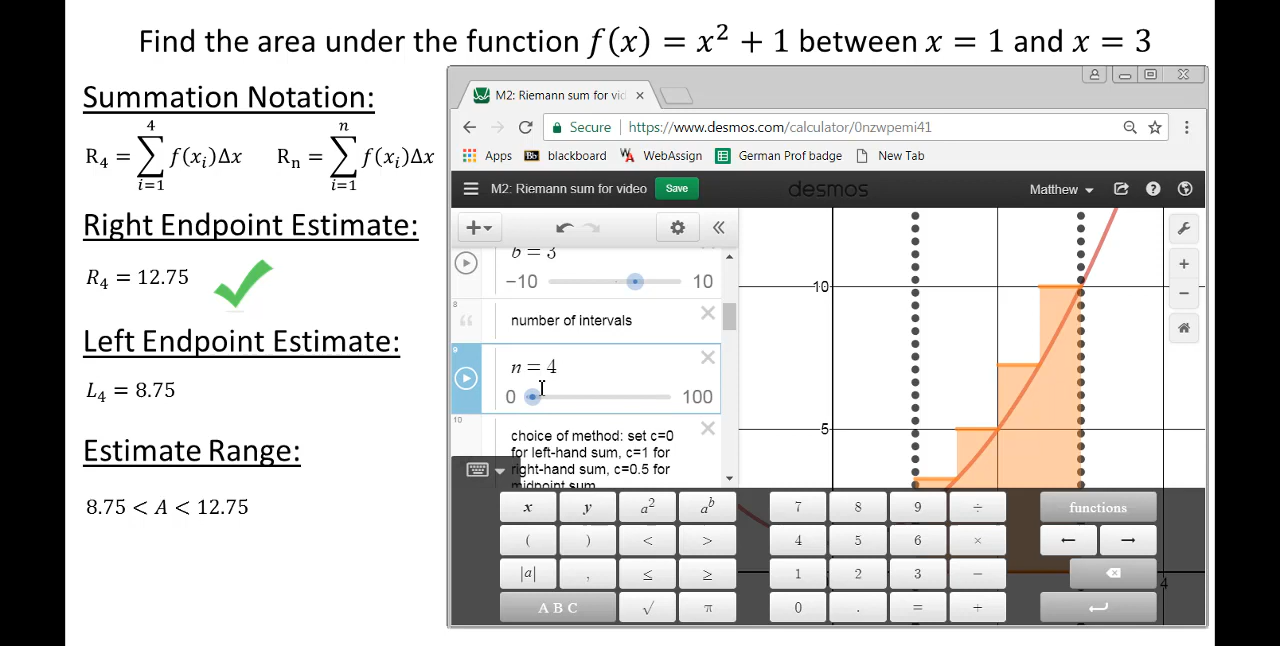 Find the area under the function f(x) = x² + 1 between x = 1 and x = 3
Summation Notation:
R₄ = ∑_{i=1}^{4} f(xᵢ)Δx    Rₙ = ∑_{i=1}^{n} f(xᵢ)Δx
Right Endpoint Estimate:
R₄ = 12.75
Left Endpoint Estimate:
L₄ = 8.75
Estimate Range:
8.75 < A < 12.75
M2: Riemann sum for vid
Secure https://www.desmos.com/calculator/0nzwpemi41
Apps Bb blackboard WebAssign German Prof badge New Tab
M2: Riemann sum for video Save desmos Matthew
b = 3
−10 10
8
number of intervals
9
n = 4
0 100
10
choice of method: set c=0
for left-hand sum, c=1 for
right-hand sum, c=0.5 for
midpoint sum
10
5
4
x y a² aᵇ 7 8 9 ÷ functions
( ) < > 4 5 6 × ← →
|a| , ≤ ≥ 1 2 3 −
A B C √ π 0 . = +